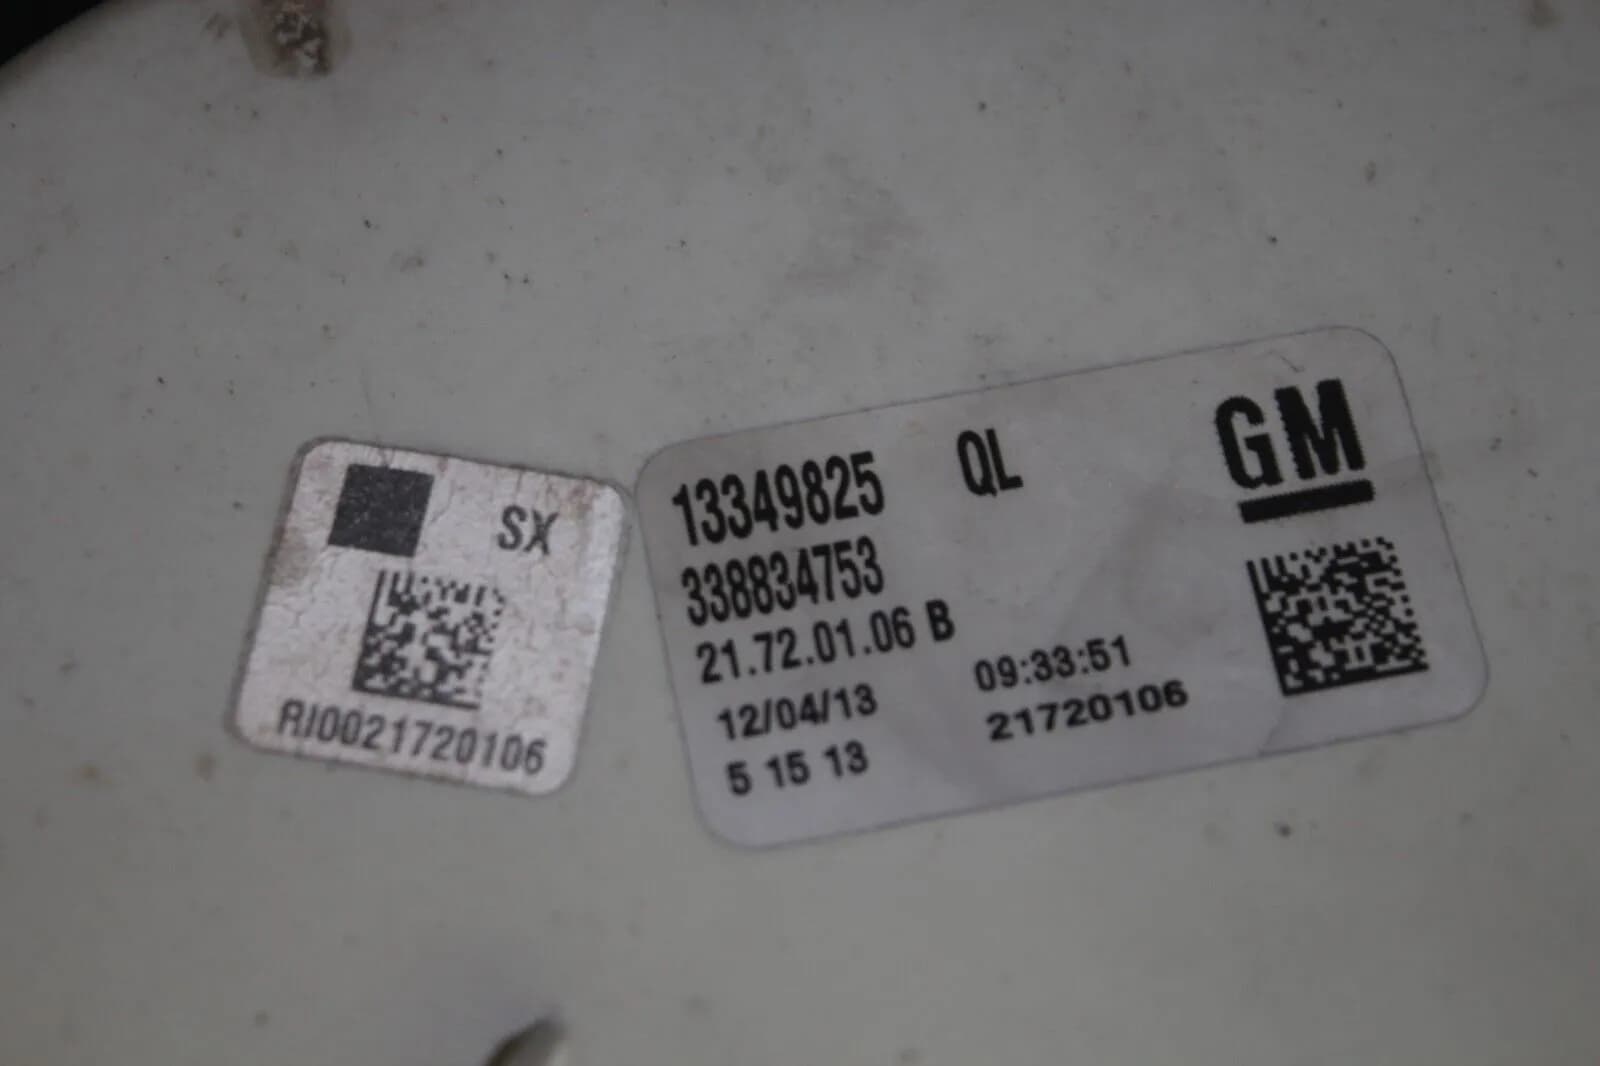 SX
RI0021720106
13349825 QL
GM
338834753
21.72.01.06 B
12/04/13 09:33:51
5 15 13 21720106